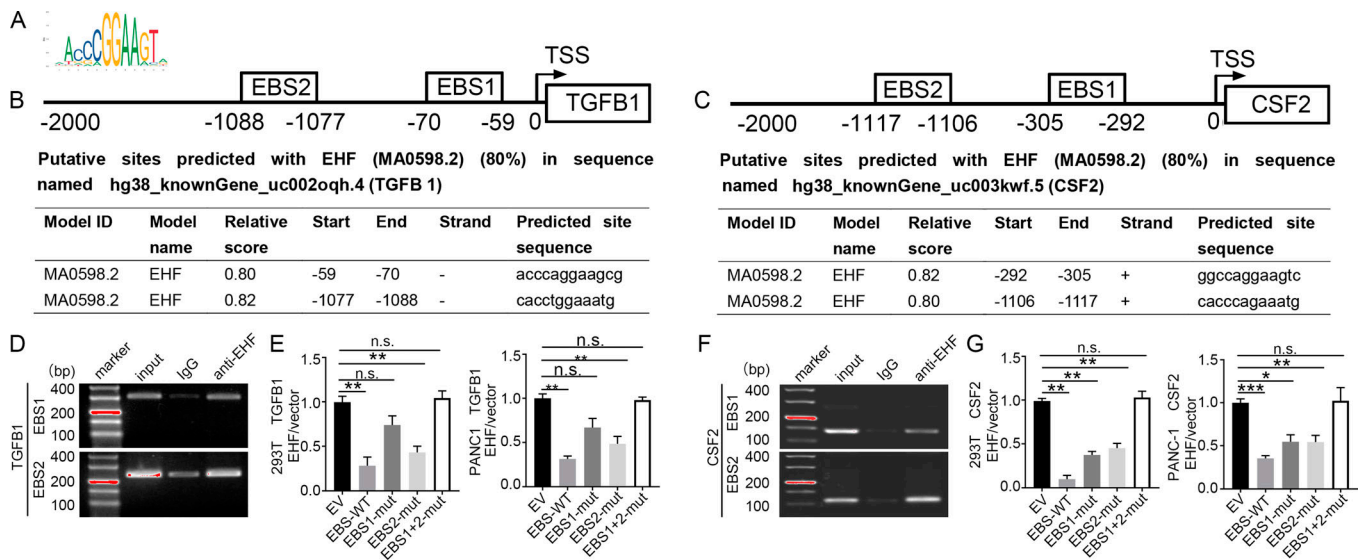 A
ACCCGGAAGT
B
EBS2
EBS1
TSS
TGFB1
-2000
-1088
-1077
-70
-59
0
Putative sites predicted with EHF (MA0598.2) (80%) in sequence
named hg38_knownGene_uc002oqh.4 (TGFB 1)
Model ID Model Relative Start End Strand Predicted site
name score sequence
MA0598.2 EHF 0.80 -59 -70 - acccaggaagcg
MA0598.2 EHF 0.82 -1077 -1088 - cacctggaaatg
C
EBS2
EBS1
TSS
CSF2
-2000
-1117
-1106
-305
-292
0
Putative sites predicted with EHF (MA0598.2) (80%) in sequence
named hg38_knownGene_uc003kwf.5 (CSF2)
Model ID Model Relative Start End Strand Predicted site
name score sequence
MA0598.2 EHF 0.82 -292 -305 + ggccaggaagtc
MA0598.2 EHF 0.80 -1106 -1117 + cacccagaaatg
D
(bp)
marker
input
IgG
anti-EHF
TGFB1
EBS1
400
200
100
EBS2
400
200
100
E
293T TGFB1
EHF/vector
1.5
1.0
0.5
0.0
n.s.
**
n.s.
**
EV
EBS-WT
EBS1-mut
EBS2-mut
EBS1+2-mut
PANC1 TGFB1
EHF/vector
1.5
1.0
0.5
0.0
n.s.
**
n.s.
**
EV
EBS-WT
EBS1-mut
EBS2-mut
EBS1+2-mut
F
(bp)
marker
input
IgG
anti-EHF
CSF2
EBS1
400
200
100
EBS2
400
200
100
G
293T CSF2
EHF/vector
1.5
1.0
0.5
0.0
n.s.
**
**
**
EV
EBS-WT
EBS1-mut
EBS2-mut
EBS1+2-mut
PANC-1 CSF2
EHF/vector
1.5
1.0
0.5
0.0
n.s.
**
*
***
EV
EBS-WT
EBS1-mut
EBS2-mut
EBS1+2-mut